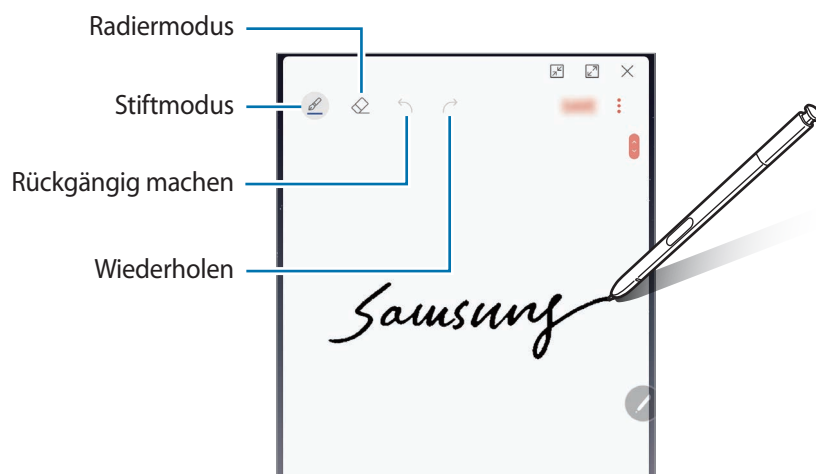 Radiermodus
Stiftmodus
Rückgängig machen
Wiederholen
Samsung